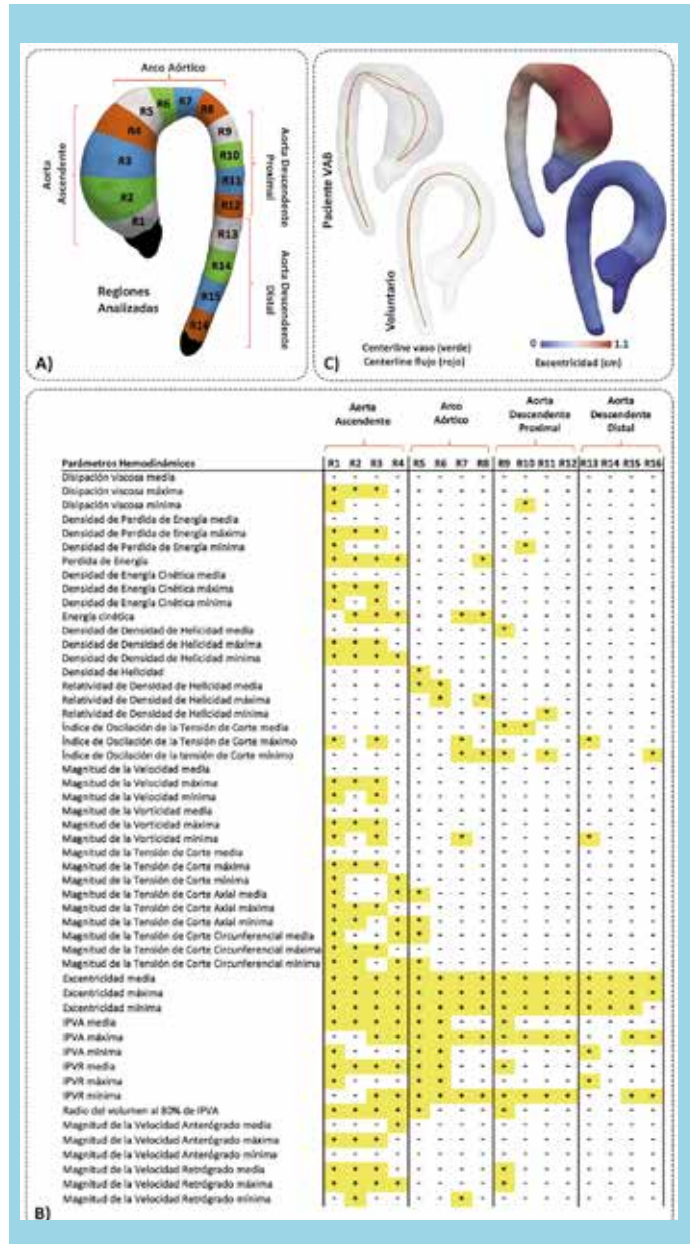 Arco Aórtico
R5 R6 R7 R8
R4 R9
R3 R10
R2 R11
R1 R12
R13
R14
R15
R16
Aorta Ascendente
Aorta Descendente Proximal
Aorta Descendente Distal
Regiones
Analizadas
A)
Paciente VAB
Voluntario
Centerline vaso (verde)
Centerline flujo (rojo)
0 1.1
Excentricidad (cm)
C)
Aorta Ascendente
Arco Aórtico
Aorta Descendente Proximal
Aorta Descendente Distal
Parámetros Hemodinámicos R1 R2 R3 R4 R5 R6 R7 R8 R9 R10 R11 R12 R13 R14 R15 R16
Disipación viscosa media
Disipación viscosa máxima
Disipación viscosa mínima
Densidad de Perdida de Energía media
Densidad de Perdida de Energía máxima
Densidad de Perdida de Energía mínima
Perdida de Energía
Densidad de Energía Cinética media
Densidad de Energía Cinética máxima
Densidad de Energía Cinética mínima
Energía cinética
Densidad de Densidad de Helicidad media
Densidad de Densidad de Helicidad máxima
Densidad de Densidad de Helicidad mínima
Densidad de Helicidad
Relatividad de Densidad de Helicidad media
Relatividad de Densidad de Helicidad máxima
Relatividad de Densidad de Helicidad mínima
Índice de Oscilación de la Tensión de Corte media
Índice de Oscilación de la Tensión de Corte máximo
Índice de Oscilación de la tensión de Corte mínimo
Magnitud de la Velocidad media
Magnitud de la Velocidad máxima
Magnitud de la Velocidad mínima
Magnitud de la Vorticidad media
Magnitud de la Vorticidad máxima
Magnitud de la Vorticidad mínima
Magnitud de la Tensión de Corte media
Magnitud de la Tensión de Corte máxima
Magnitud de la Tensión de Corte mínima
Magnitud de la Tensión de Corte Axial media
Magnitud de la Tensión de Corte Axial máxima
Magnitud de la Tensión de Corte Axial mínima
Magnitud de la Tensión de Corte Circunferencial media
Magnitud de la Tensión de Corte Circunferencial máxima
Magnitud de la Tensión de Corte Circunferencial mínima
Excentricidad media
Excentricidad máxima
Excentricidad mínima
IPVA media
IPVA máxima
IPVA mínima
IPVR media
IPVR máxima
IPVR mínima
Radio del volumen al 80% de IPVA
Magnitud de la Velocidad Anterógrado media
Magnitud de la Velocidad Anterógrado máxima
Magnitud de la Velocidad Anterógrado mínima
Magnitud de la Velocidad Retrógrado media
Magnitud de la Velocidad Retrógrado máxima
Magnitud de la Velocidad Retrógrado mínima
B)